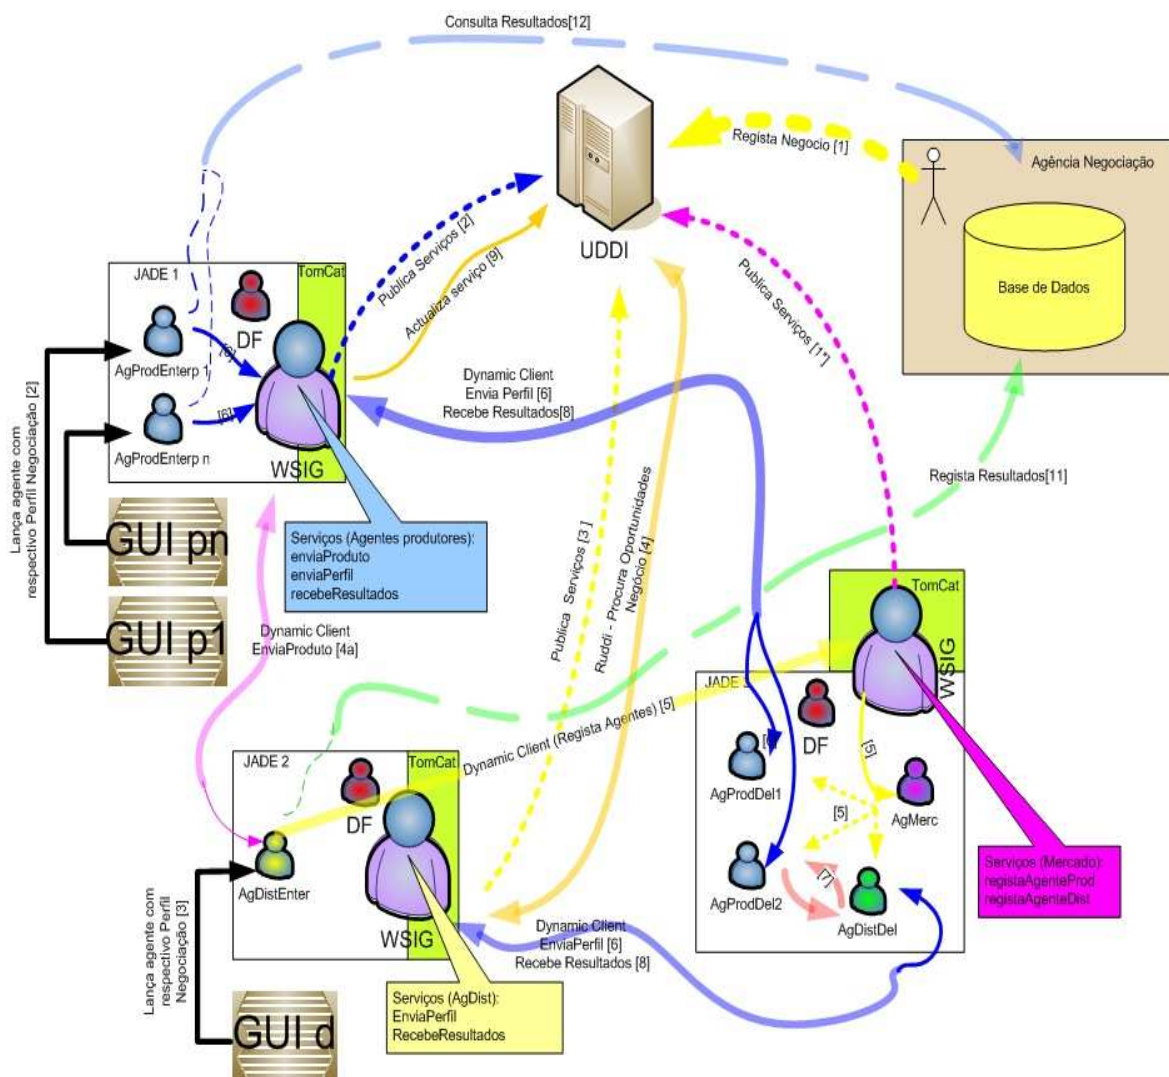 Consulta Resultados[12]
Regista Negocio [1]
Agência Negociação
Base de Dados
UDDI
Publica Serviços [2]
Actualiza serviço [9]
Publica Serviços [1*]
JADE 1
TomCat
DF
AgProdEnterp 1
[6]
AgProdEnterp n
[6]
WSIG
Lança agente com
respectivo Perfil Negociação [2]
Dynamic Client
Envia Perfil [6]
Recebe Resultados[8]
Regista Resultados[11]
GUI pn
GUI p1
Serviços (Agentes produtores):
enviaProduto
enviaPerfil
recebeResultados
Publica Serviços [3 ]
Ruddi - Procura Oportunidades
Negócio [4]
Dynamic Client
EnviaProduto [4a]
Dynamic Client (Regista Agentes) [5]
TomCat
WSIG
JADE
DF
[5]
AgProdDel1
AgMerc
[5]
AgProdDel2
[7]
AgDistDel
Serviços (Mercado):
registaAgenteProd
registaAgenteDist
JADE 2
TomCat
DF
AgDistEnter
WSIG
Lança agente com
respectivo Perfil
Negociação [3]
Dynamic Client
EnviaPerfil [6]
Recebe Resultados [8]
Serviços (AgDist):
EnviaPerfil
RecebeResultados
GUI d